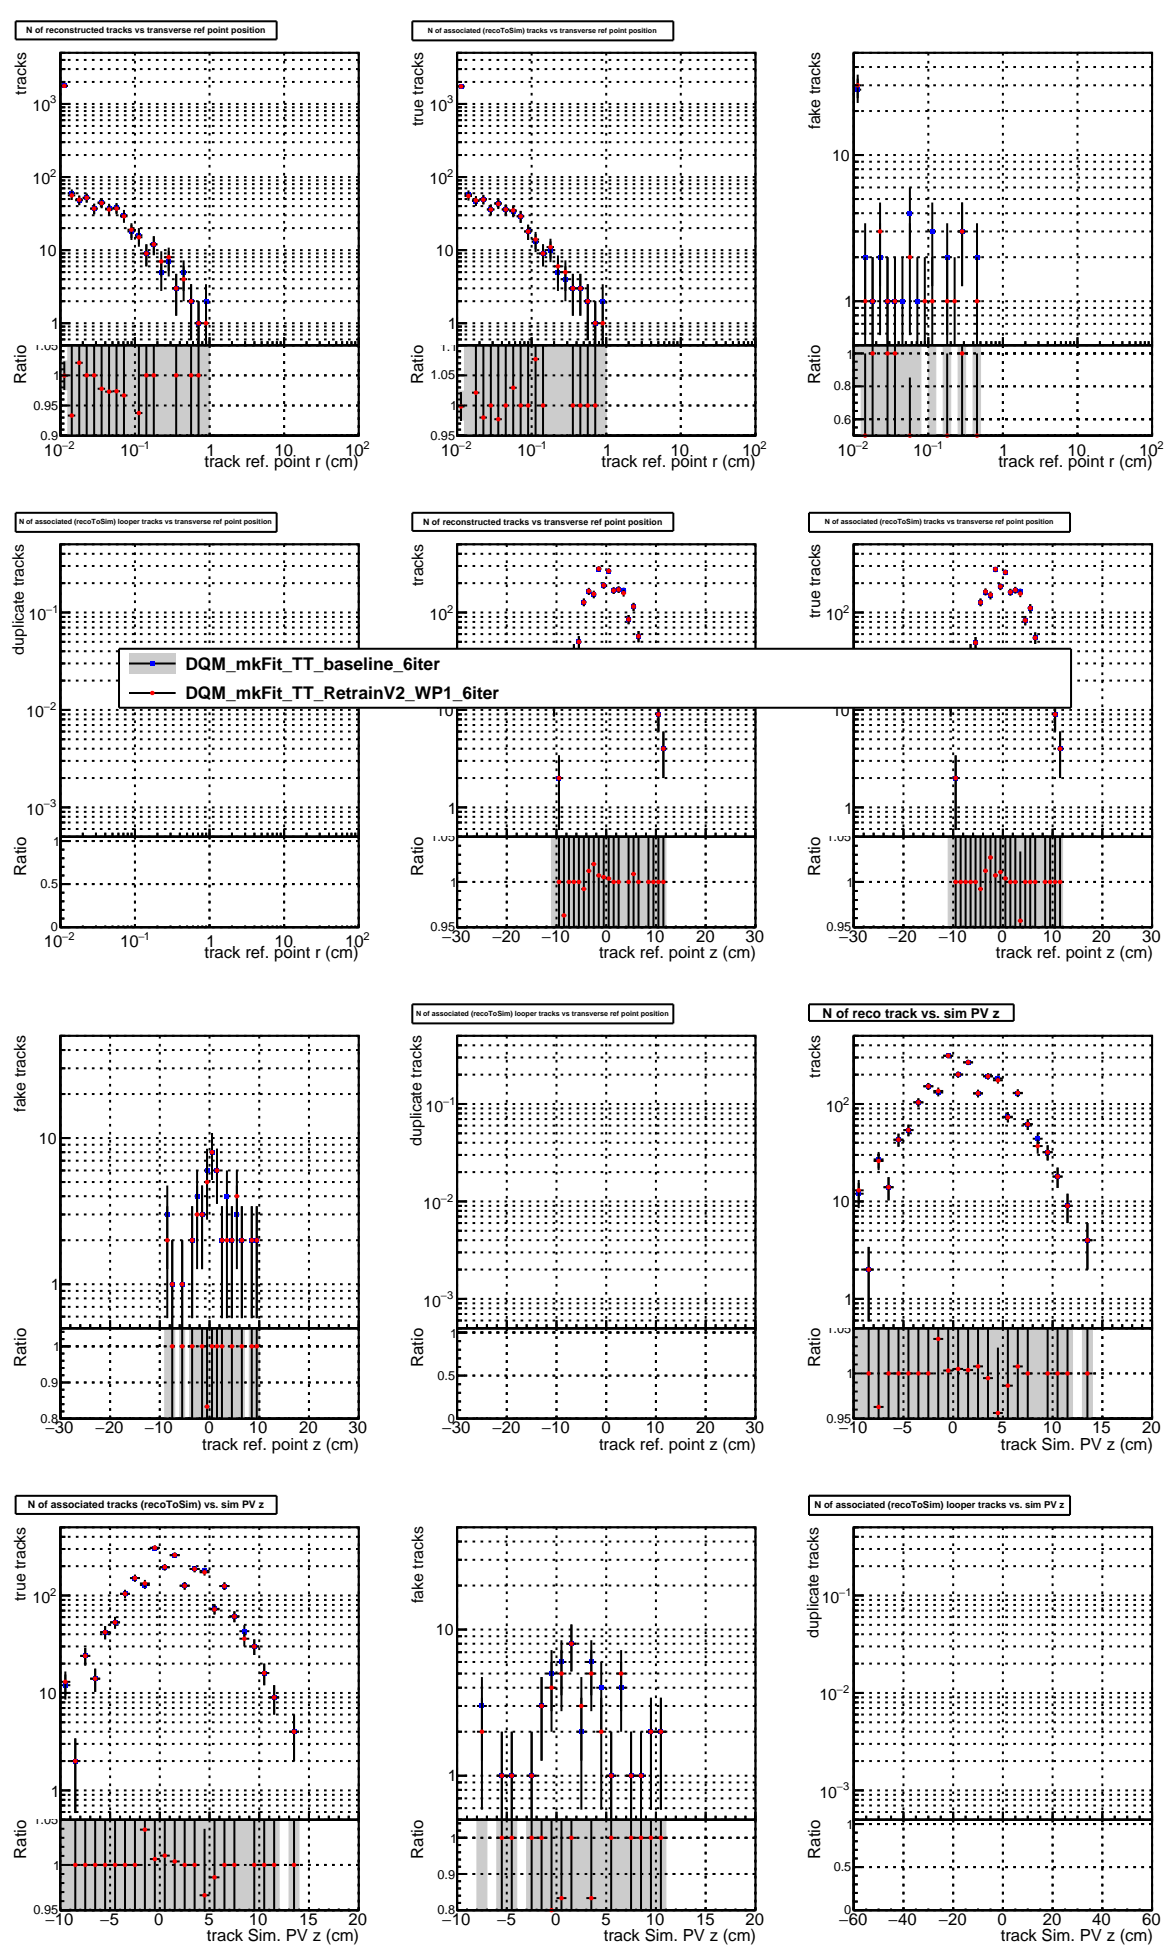 N of reconstructed tracks vs transverse ref point position
N of associated (recoToSim) tracks vs transverse ref point position
tracks
10³
10²
10
1
1.05
Ratio
1
0.95
0.9
10⁻² 10⁻¹ 1 10 10²
track ref. point r (cm)
true tracks
10³
10²
10
1
1.1
Ratio
1.05
1
0.95
10⁻² 10⁻¹ 1 10 10²
track ref. point r (cm)
fake tracks
10
1
Ratio
1
0.8
0.6
10⁻² 10⁻¹ 1 10 10²
track ref. point r (cm)
N of associated (recoToSim) looper tracks vs transverse ref point position
N of reconstructed tracks vs transverse ref point position
N of associated (recoToSim) tracks vs transverse ref point position
duplicate tracks
10⁻¹
10⁻²
10⁻³
Ratio
1
0.5
0
10⁻² 10⁻¹ 1 10 10²
track ref. point r (cm)
tracks
10²
10
1
1.05
Ratio
1
0.95
−30 −20 −10 0 10 20 30
track ref. point z (cm)
true tracks
10²
10
1
1.05
Ratio
1
0.95
−30 −20 −10 0 10 20 30
track ref. point z (cm)
DQM_mkFit_TT_baseline_6iter
DQM_mkFit_TT_RetrainV2_WP1_6iter
N of associated (recoToSim) looper tracks vs transverse ref point position
N of reco track vs. sim PV z
fake tracks
10
1
Ratio
1
0.9
0.8
−30 −20 −10 0 10 20 30
track ref. point z (cm)
duplicate tracks
10⁻¹
10⁻²
10⁻³
Ratio
1
0.5
0
−30 −20 −10 0 10 20 30
track ref. point z (cm)
tracks
10²
10
1
1.05
Ratio
1
0.95
−10 −5 0 5 10 15 20
track Sim. PV z (cm)
N of associated tracks (recoToSim) vs. sim PV z
N of associated (recoToSim) looper tracks vs. sim PV z
true tracks
10²
10
1
1.05
Ratio
1
0.95
−10 −5 0 5 10 15 20
track Sim. PV z (cm)
fake tracks
10
1
Ratio
1
0.9
0.8
−10 −5 0 5 10 15 20
track Sim. PV z (cm)
duplicate tracks
10⁻¹
10⁻²
10⁻³
Ratio
1
0.5
0
−60 −40 −20 0 20 40 60
track Sim. PV z (cm)